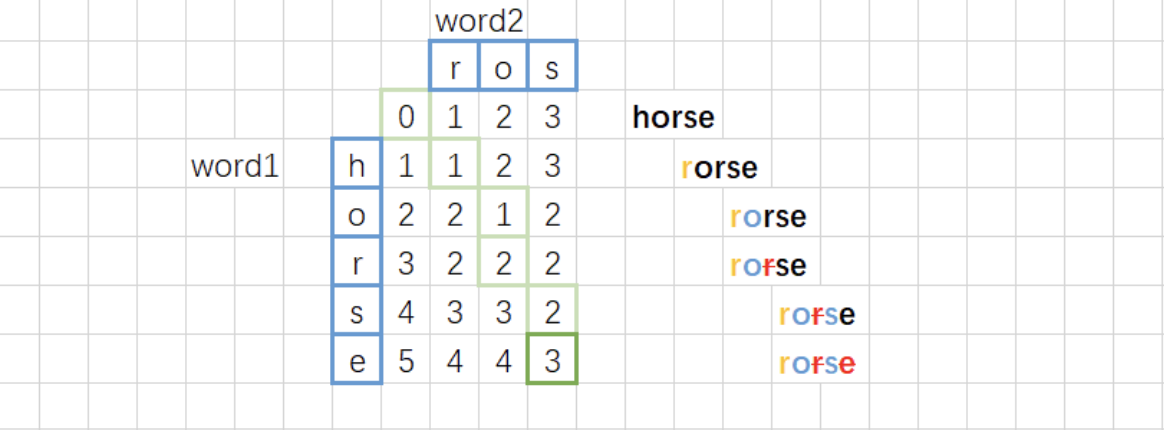 word2
r o s
0 1 2 3 horse
word1 h 1 1 2 3 rorse
o 2 2 1 2 rorse
r 3 2 2 2 rorse
s 4 3 3 2 rorse
e 5 4 4 3 rorse